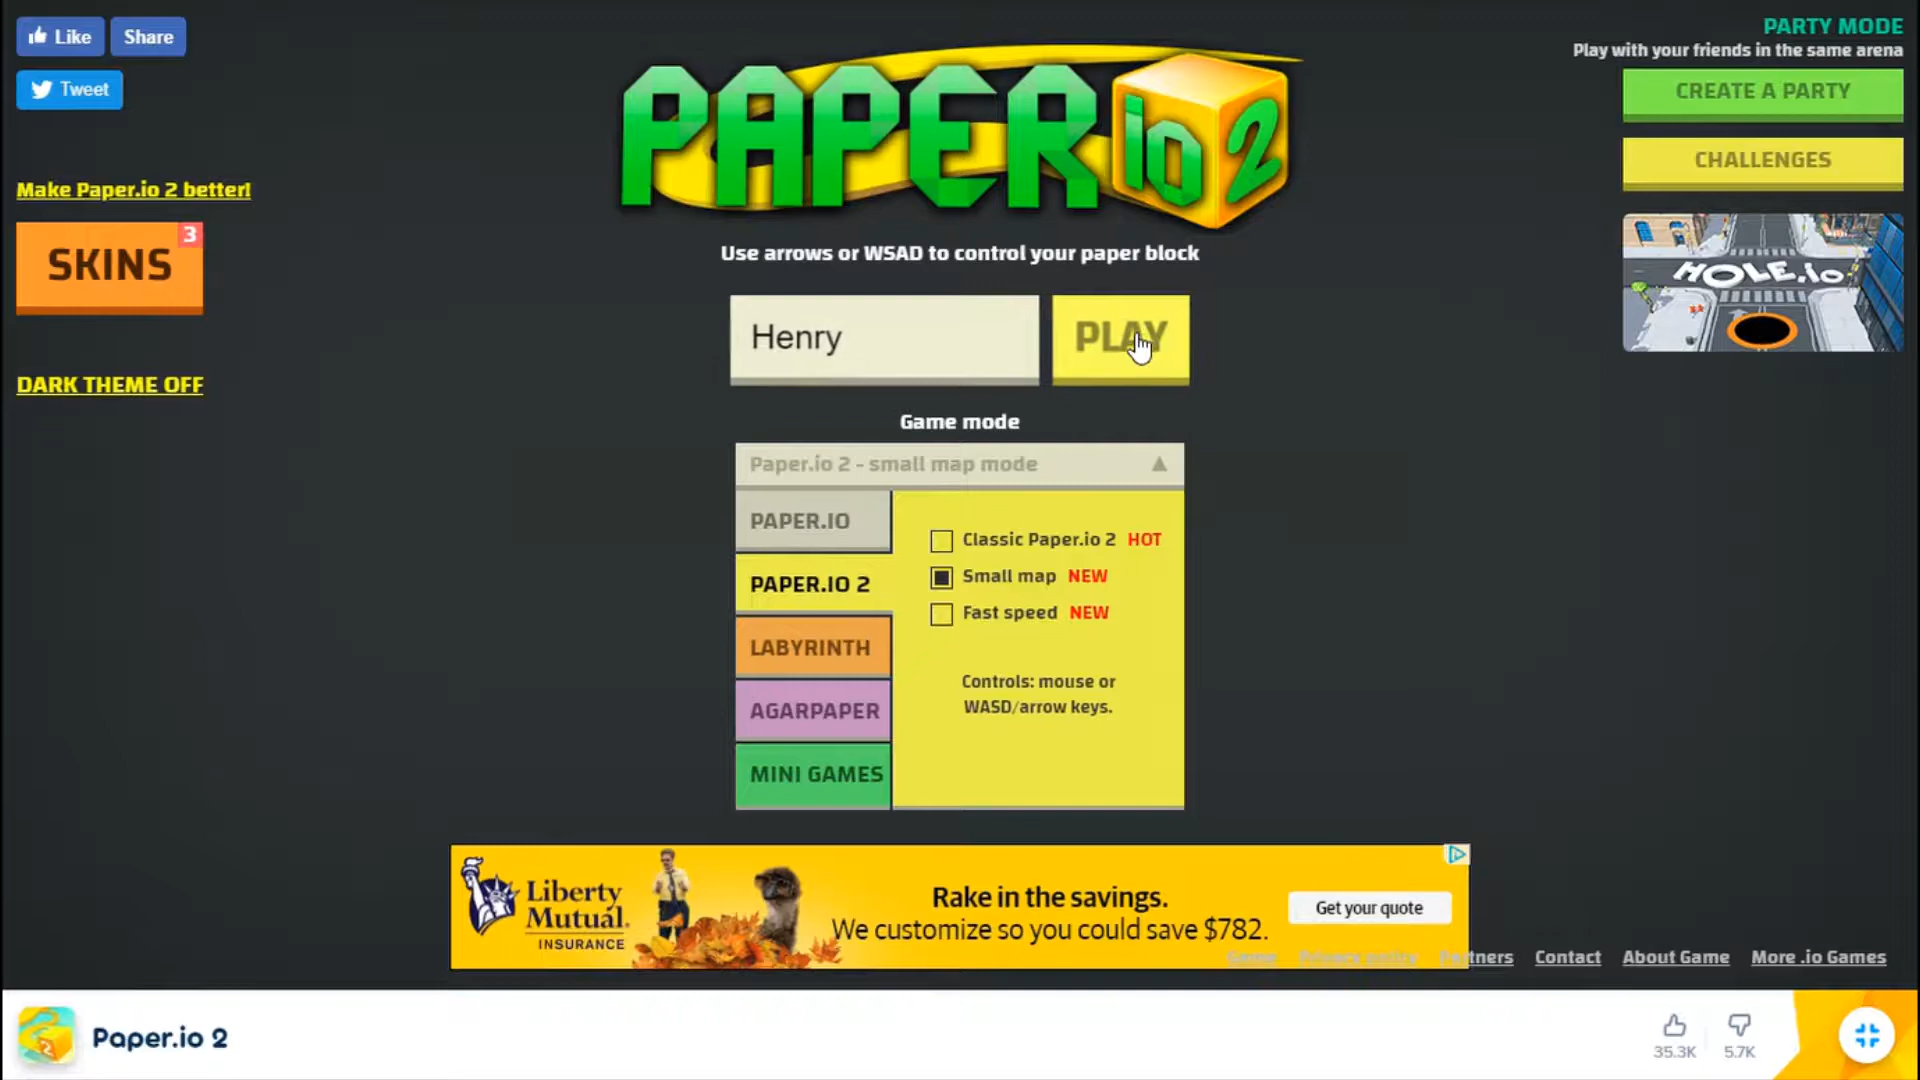 Like Share
Tweet
PARTY MODE
Play with your friends in the same arena
CREATE A PARTY
CHALLENGES
HOLE.io
PAPER io 2
Make Paper.io 2 better!
SKINS 3
DARK THEME OFF
Use arrows or WSAD to control your paper block
Henry
PLAY
Game mode
Paper.io 2 - small map mode
PAPER.IO
PAPER.IO 2
LABYRINTH
AGARPAPER
MINI GAMES
Classic Paper.io 2 HOT
Small map NEW
Fast speed NEW
Controls: mouse or
WASD/arrow keys.
Liberty
Mutual.
INSURANCE
Rake in the savings.
We customize so you could save $782.
Get your quote
Privacy policy Partners Contact About Game More .io Games
Paper.io 2
35.3K 5.7K